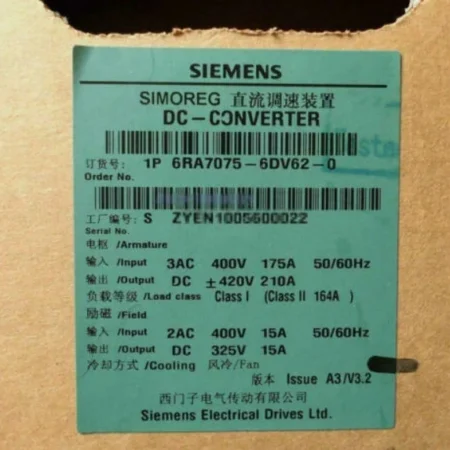 SIEMENS
SIMOREG 直流调速装置
DC-CONVERTER
订货号: 1P 6RA7075-6DV62-0
Order No.
工厂编号: S ZYEN1005600022
Serial No.
电枢 /Armature
输入 /Input 3AC 400V 175A 50/60Hz
输出 /Output DC ±420V 210A
负载等级/Load class Class I (Class II 164A )
励磁 /Field
输入 /Input 2AC 400V 15A 50/60Hz
输出 /Output DC 325V 15A
冷却方式 /Cooling 风冷/Fan
版本 Issue A3/V3.2
西门子电气传动有限公司
Siemens Electrical Drives Ltd.